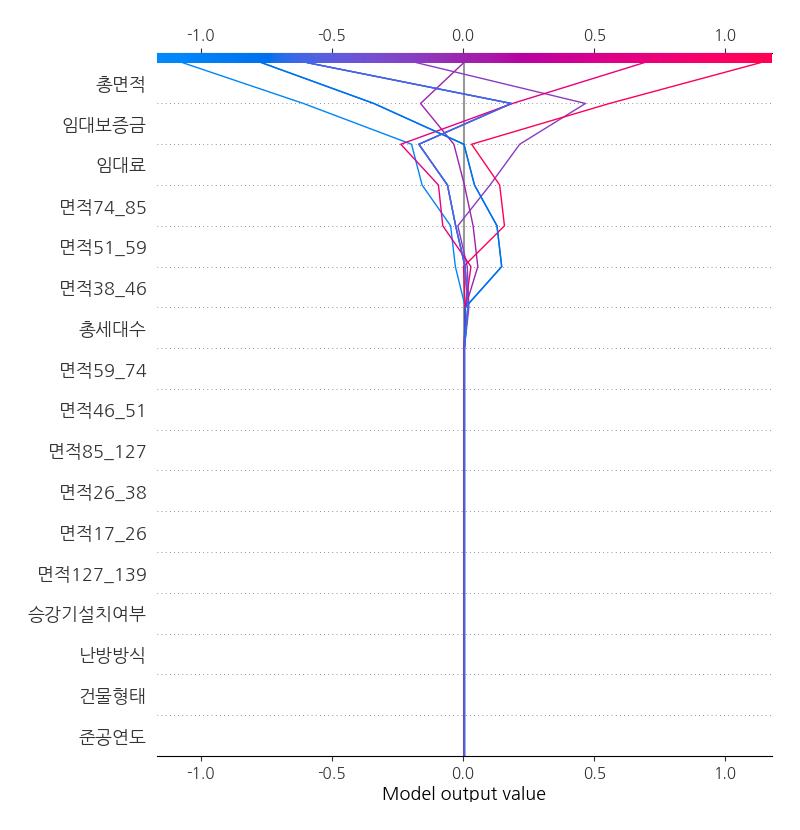 -1.0 -0.5 0.0 0.5 1.0
총면적
임대보증금
임대료
면적74_85
면적51_59
면적38_46
총세대수
면적59_74
면적46_51
면적85_127
면적26_38
면적17_26
면적127_139
승강기설치여부
난방방식
건물형태
준공연도
-1.0 -0.5 0.0 0.5 1.0
Model output value